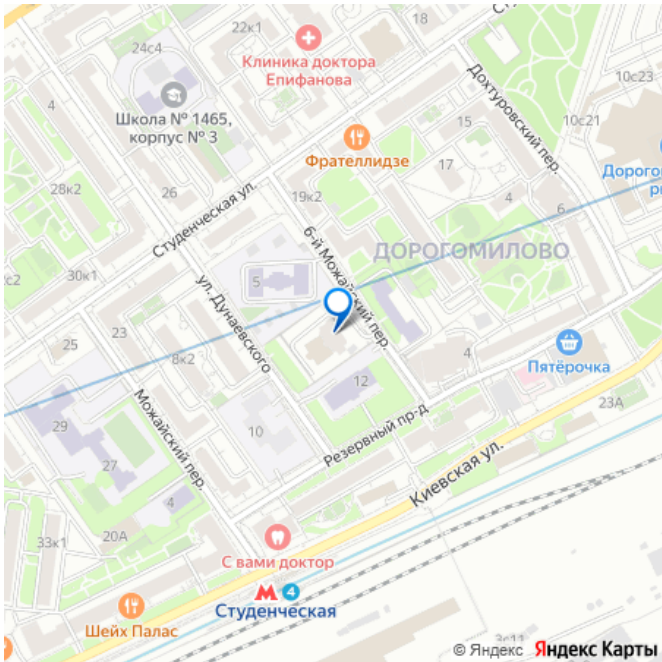 22к1
24с4
Клиника доктора
Епифанова
Студенческая ул.
Дохтуровский пер.
10с23
10с21
Школа № 1465,
корпус № 3
4
15
17
Фрателлидзе
28к2
26
19к2
4
6
Студенческая ул.
6-й Можайский пер.
ДОРОГОМИЛОВО
5
30к1
ул. Дунаевского
23
25
8к2
12
4
Пятёрочка
23А
Можайский пер.
29
27
10
Резервный пр-д
Киевская ул.
4
20А
33к1
С вами доктор
4
Студенческая
Шейх Палас
© Яндекс Яндекс Карты